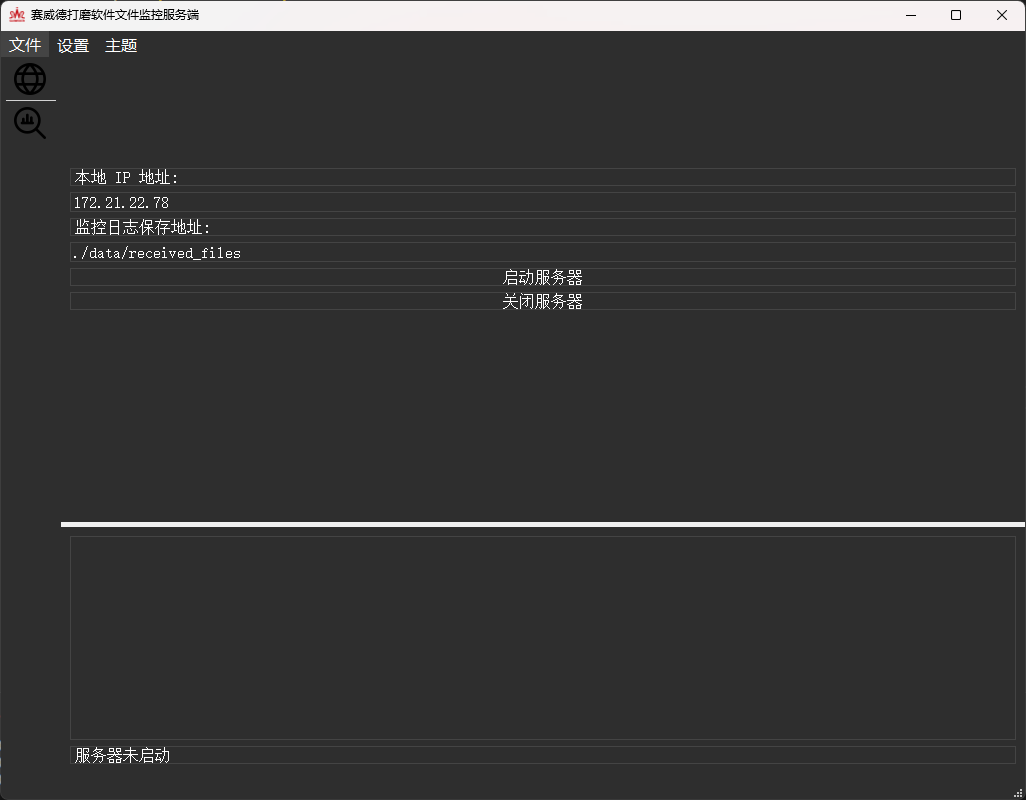 赛威德打磨软件文件监控服务端
文件 设置 主题
本地 IP 地址:
172.21.22.78
监控日志保存地址:
./data/received_files
启动服务器
关闭服务器
服务器未启动